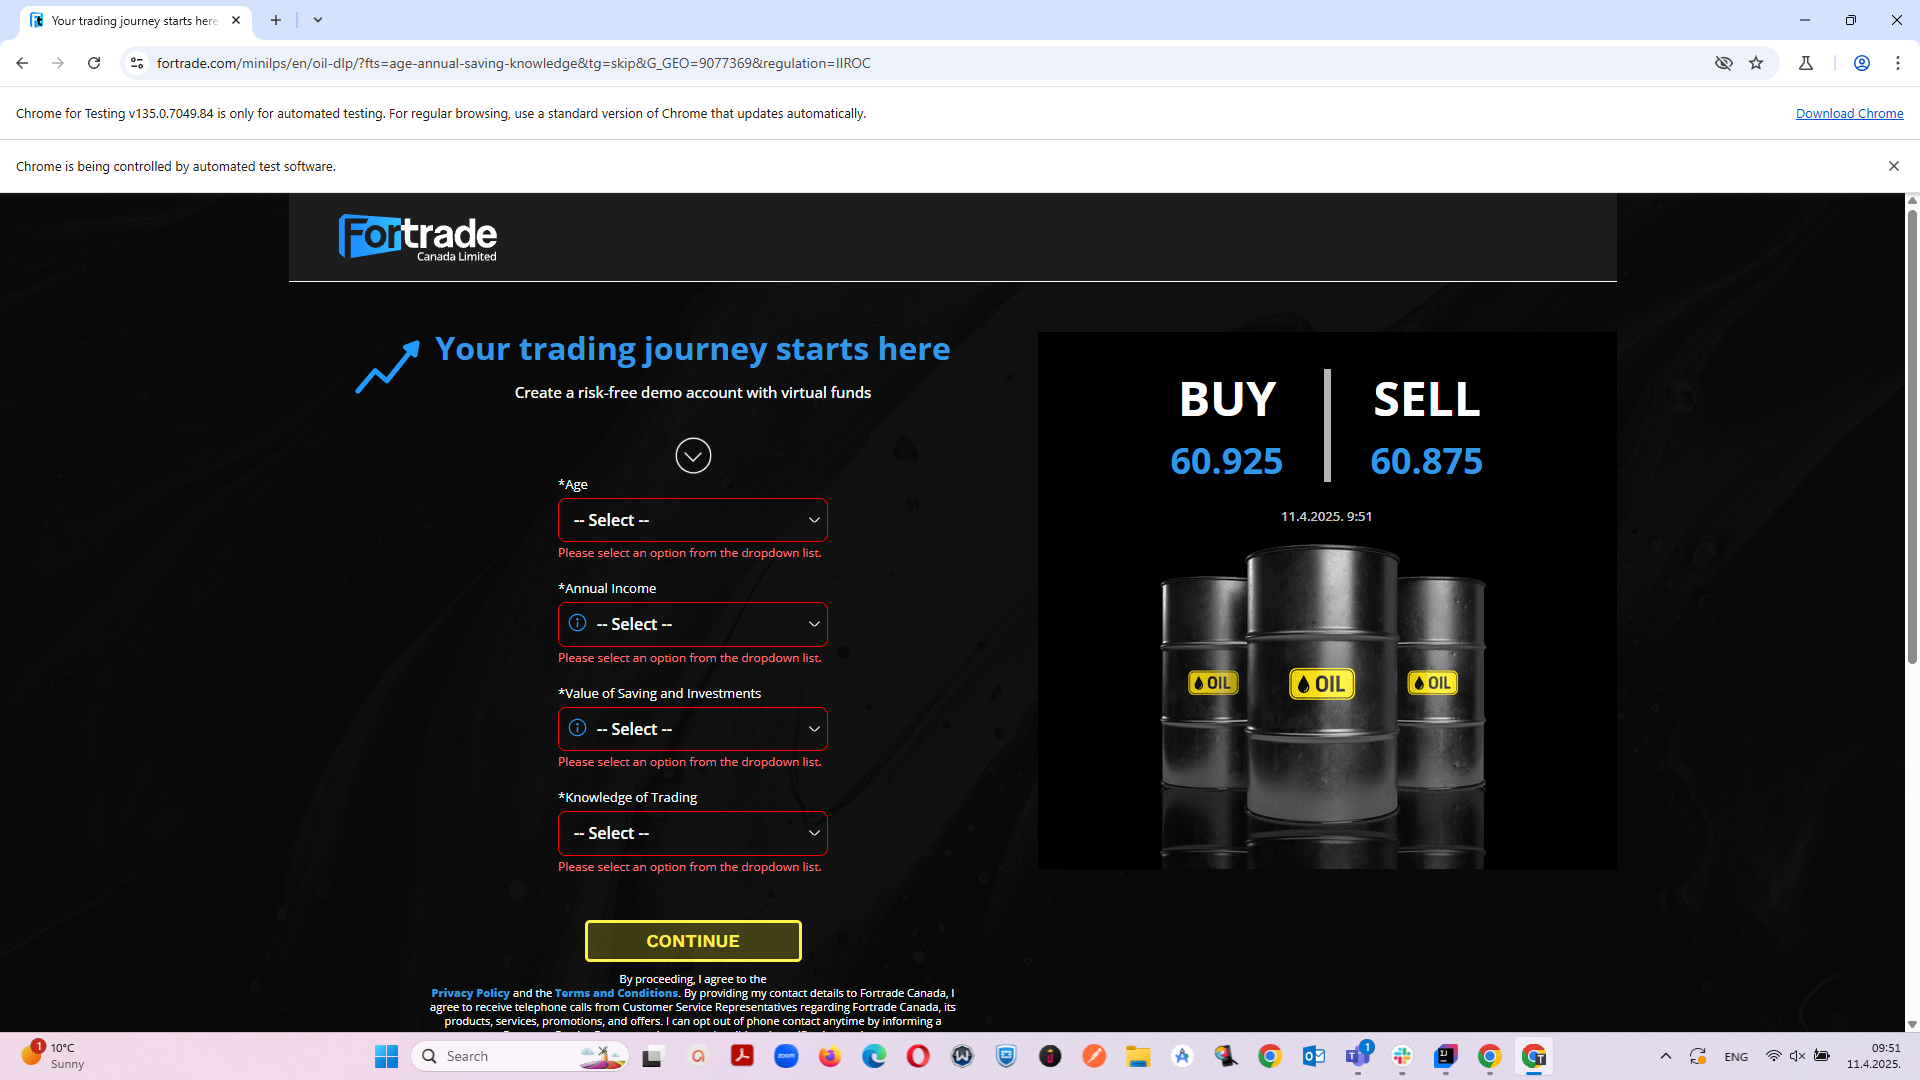 Your trading journey starts here
fortrade.com/minilps/en/oil-dlp/?fts=age-annual-saving-knowledge&tg=skip&G_GEO=9077369&regulation=IIROC
Chrome for Testing v135.0.7049.84 is only for automated testing. For regular browsing, use a standard version of Chrome that updates automatically.
Download Chrome
Chrome is being controlled by automated test software.
Fortrade
Canada Limited
Your trading journey starts here
Create a risk-free demo account with virtual funds
*Age
-- Select --
Please select an option from the dropdown list.
*Annual Income
-- Select --
Please select an option from the dropdown list.
*Value of Saving and Investments
-- Select --
Please select an option from the dropdown list.
*Knowledge of Trading
-- Select --
Please select an option from the dropdown list.
CONTINUE
By proceeding, I agree to the
Privacy Policy and the Terms and Conditions. By providing my contact details to Fortrade Canada, I
agree to receive telephone calls from Customer Service Representatives regarding Fortrade Canada, its
products, services, promotions, and offers. I can opt out of phone contact anytime by informing a
BUY
SELL
60.925
60.875
11.4.2025. 9:51
OIL
OIL
OIL
1
10°C
Sunny
Search
zoom
1
ENG
09:51
11.4.2025.